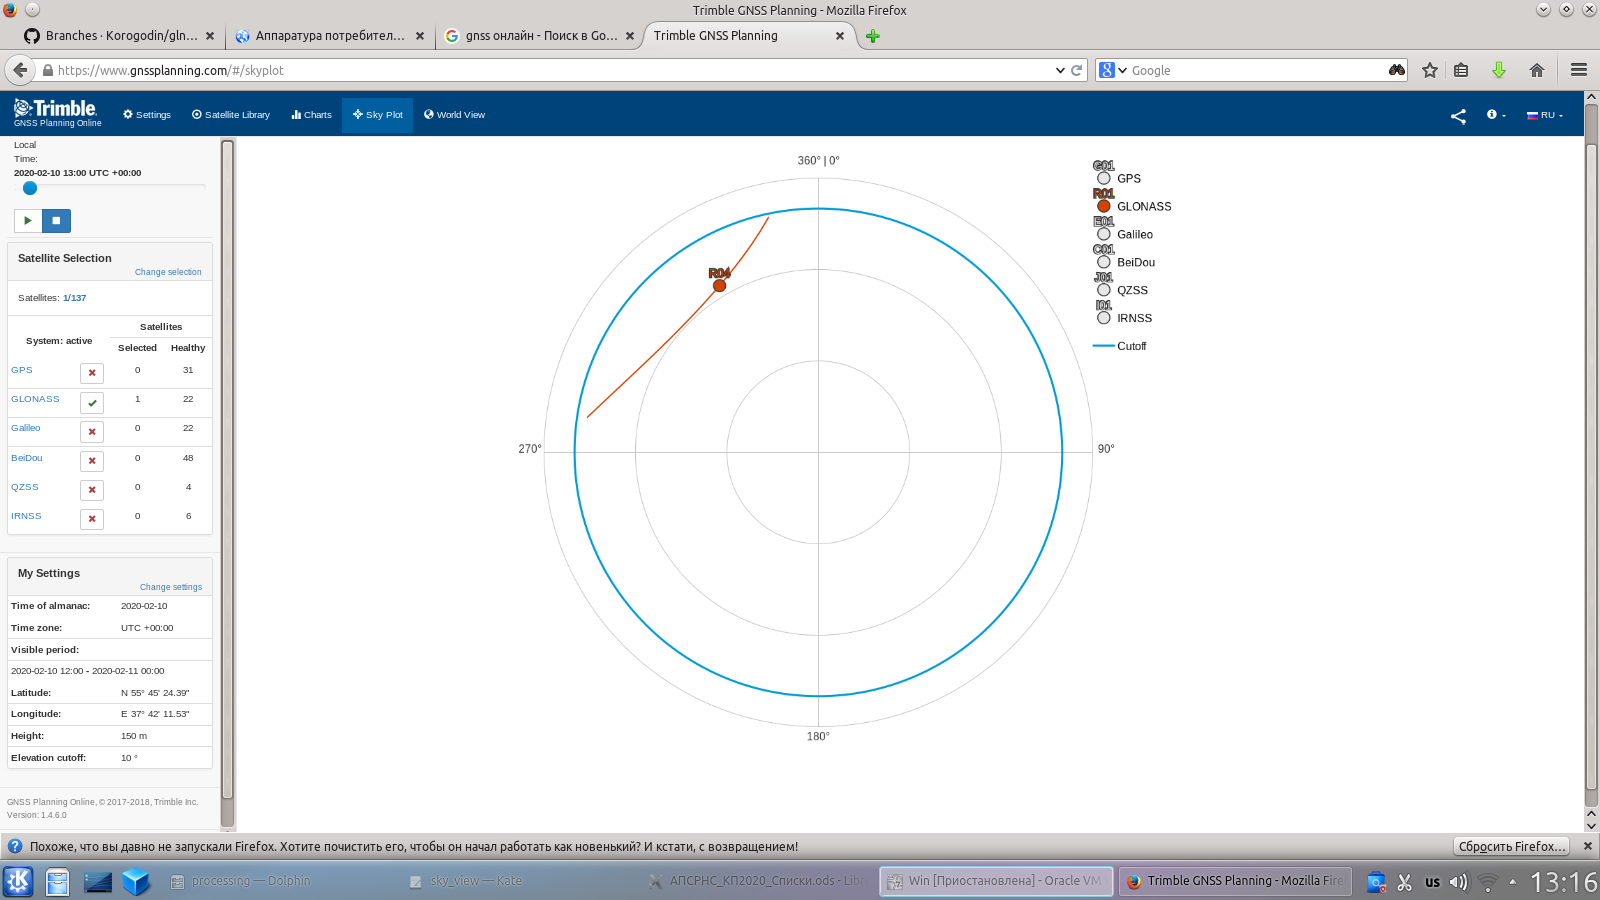 Trimble GNSS Planning - Mozilla Firefox
Branches · Korogodin/gln...
Аппаратура потребител...
gnss онлайн - Поиск в Go...
Trimble GNSS Planning
https://www.gnssplanning.com/#/skyplot
Google
Trimble
GNSS Planning Online
Settings
Satellite Library
Charts
Sky Plot
World View
RU
Local
Time:
2020-02-10 13:00 UTC +00:00
Satellite Selection
Change selection
Satellites: 1/137
Satellites
System: active
Selected Healthy
GPS 0 31
GLONASS 1 22
Galileo 0 22
BeiDou 0 48
QZSS 0 4
IRNSS 0 6
My Settings
Change settings
Time of almanac: 2020-02-10
Time zone: UTC +00:00
Visible period:
2020-02-10 12:00 - 2020-02-11 00:00
Latitude: N 55° 45' 24.39"
Longitude: E 37° 42' 11.53"
Height: 150 m
Elevation cutoff: 10 °
GNSS Planning Online, © 2017-2018, Trimble Inc.
Version: 1.4.6.0
360° | 0°
R04
270°
90°
180°
G01
GPS
R01
GLONASS
E01
Galileo
C01
BeiDou
J01
QZSS
I01
IRNSS
Cutoff
Похоже, что вы давно не запускали Firefox. Хотите почистить его, чтобы он начал работать как новенький? И кстати, с возвращением!
Сбросить Firefox...
processing — Dolphin
sky_view — Kate
АПСРНС_КП2020_Списки.ods - Libr
Win [Приостановлена] - Oracle VM
Trimble GNSS Planning - Mozilla Fire
us
13:16